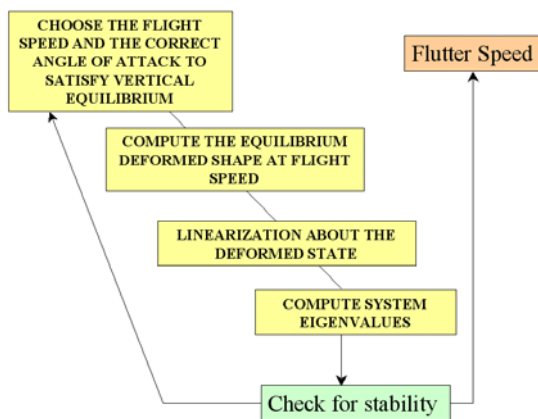 CHOOSE THE FLIGHT
SPEED AND THE CORRECT
ANGLE OF ATTACK TO
SATISFY VERTICAL
EQUILIBRIUM
Flutter Speed
COMPUTE THE EQUILIBRIUM
DEFORMED SHAPE AT FLIGHT
SPEED
LINEARIZATION ABOUT THE
DEFORMED STATE
COMPUTE SYSTEM
EIGENVALUES
Check for stability